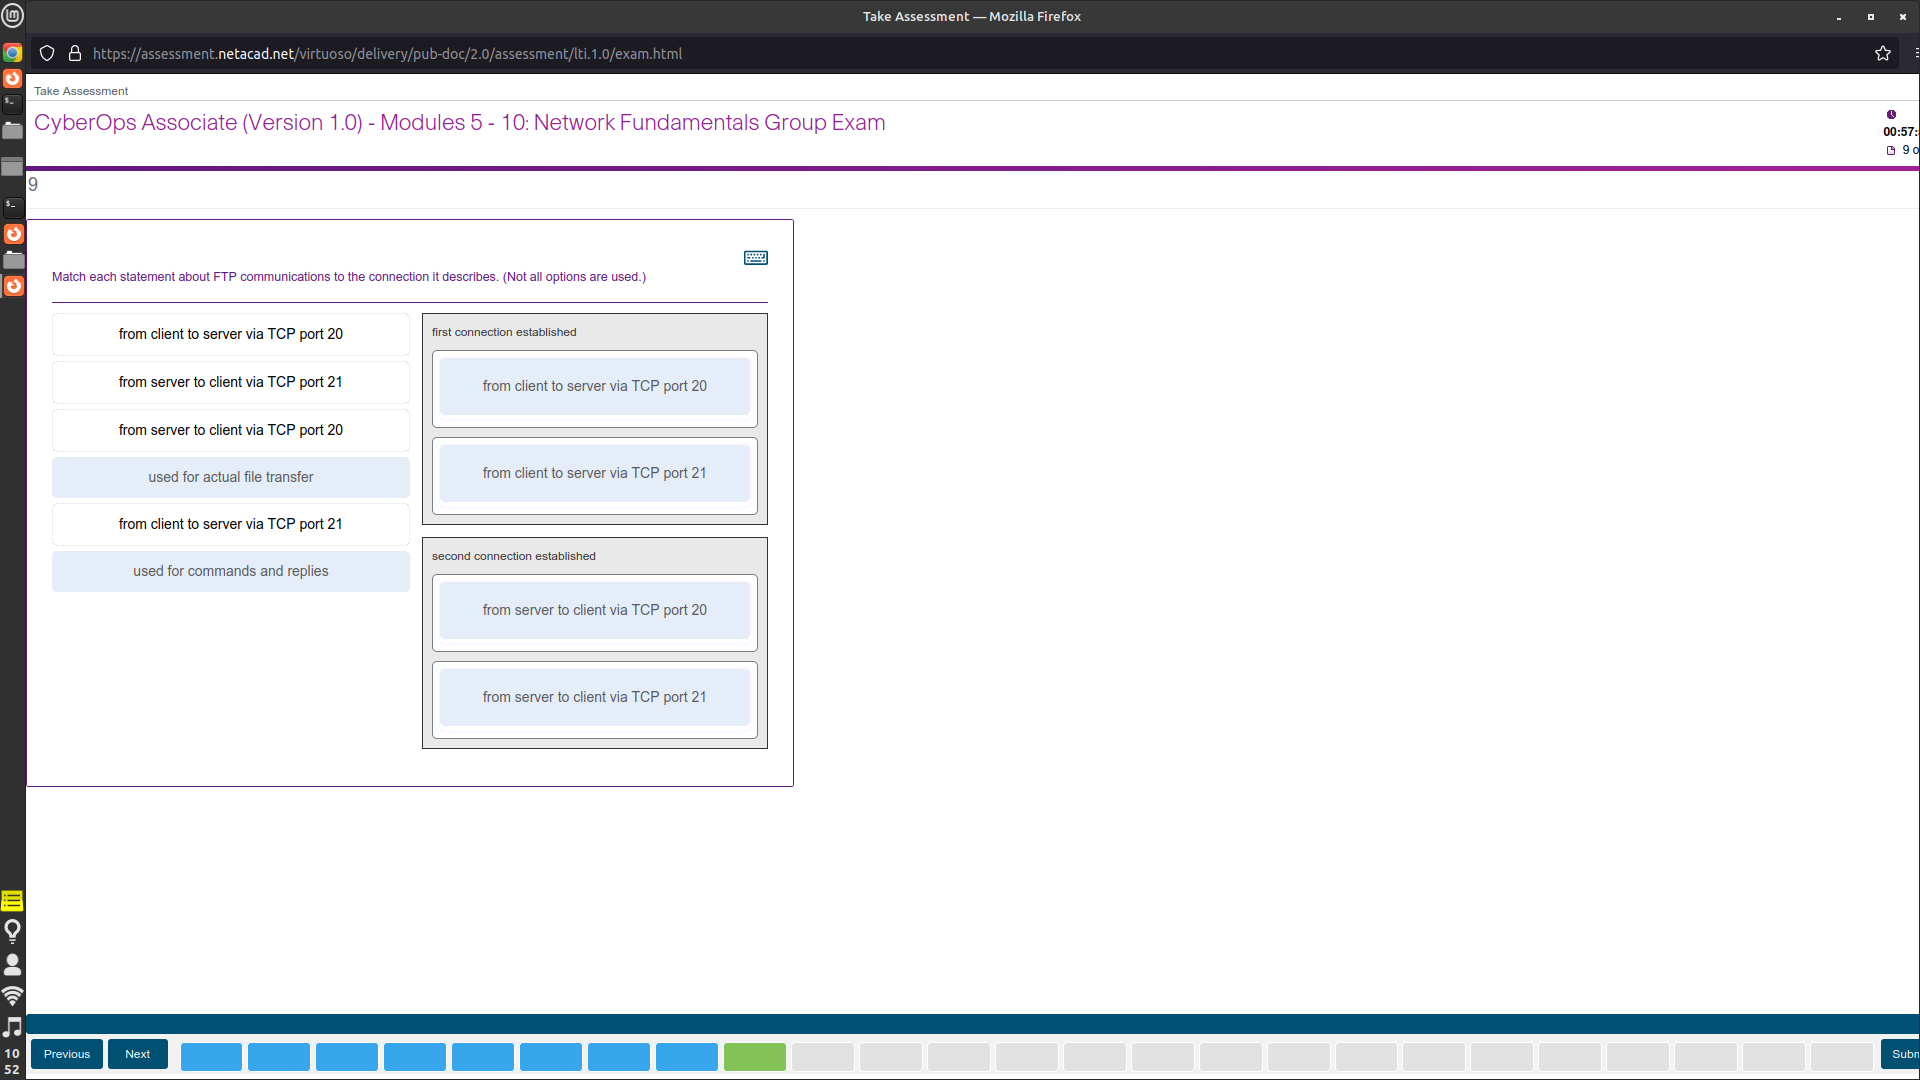 Take Assessment — Mozilla Firefox
https://assessment.netacad.net/virtuoso/delivery/pub-doc/2.0/assessment/lti.1.0/exam.html
Take Assessment
CyberOps Associate (Version 1.0) - Modules 5 - 10: Network Fundamentals Group Exam
00:57:
9 o
9
Match each statement about FTP communications to the connection it describes. (Not all options are used.)
from client to server via TCP port 20
from server to client via TCP port 21
from server to client via TCP port 20
used for actual file transfer
from client to server via TCP port 21
used for commands and replies
first connection established
from client to server via TCP port 20
from client to server via TCP port 21
second connection established
from server to client via TCP port 20
from server to client via TCP port 21
10
52
Previous
Next
Subm